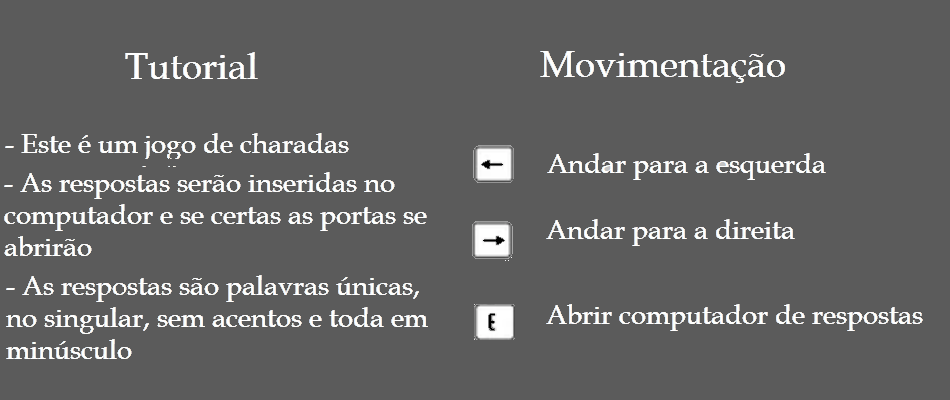 Tutorial
- Este é um jogo de charadas
- As respostas serão inseridas no
computador e se certas as portas se
abrirão
- As respostas são palavras únicas,
no singular, sem acentos e toda em
minúsculo
Movimentação
Andar para a esquerda
Andar para a direita
E
Abrir computador de respostas